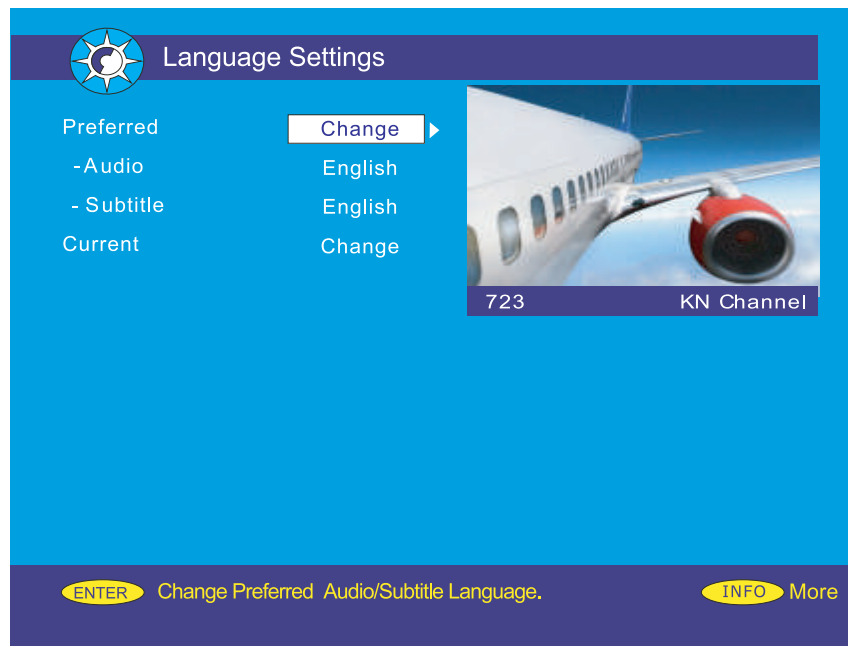 Language Settings
Preferred Change
- Audio English
- Subtitle English
Current Change
723 KN Channel
ENTER Change Preferred Audio/Subtitle Language. INFO More